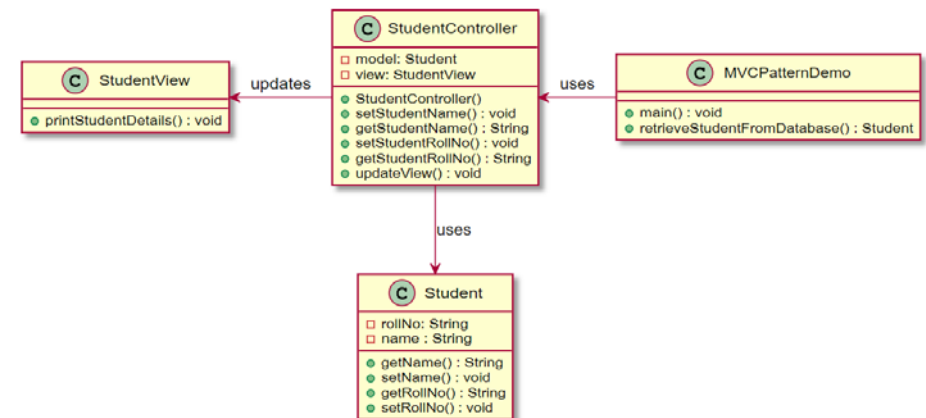 C StudentController
model: Student
view: StudentView
StudentController()
setStudentName() : void
getStudentName() : String
setStudentRollNo() : void
getStudentRollNo() : String
updateView() : void
C StudentView
printStudentDetails() : void
updates
uses
C MVCPatternDemo
main() : void
retrieveStudentFromDatabase() : Student
uses
C Student
rollNo: String
name : String
getName() : String
setName() : void
getRollNo() : String
setRollNo() : void